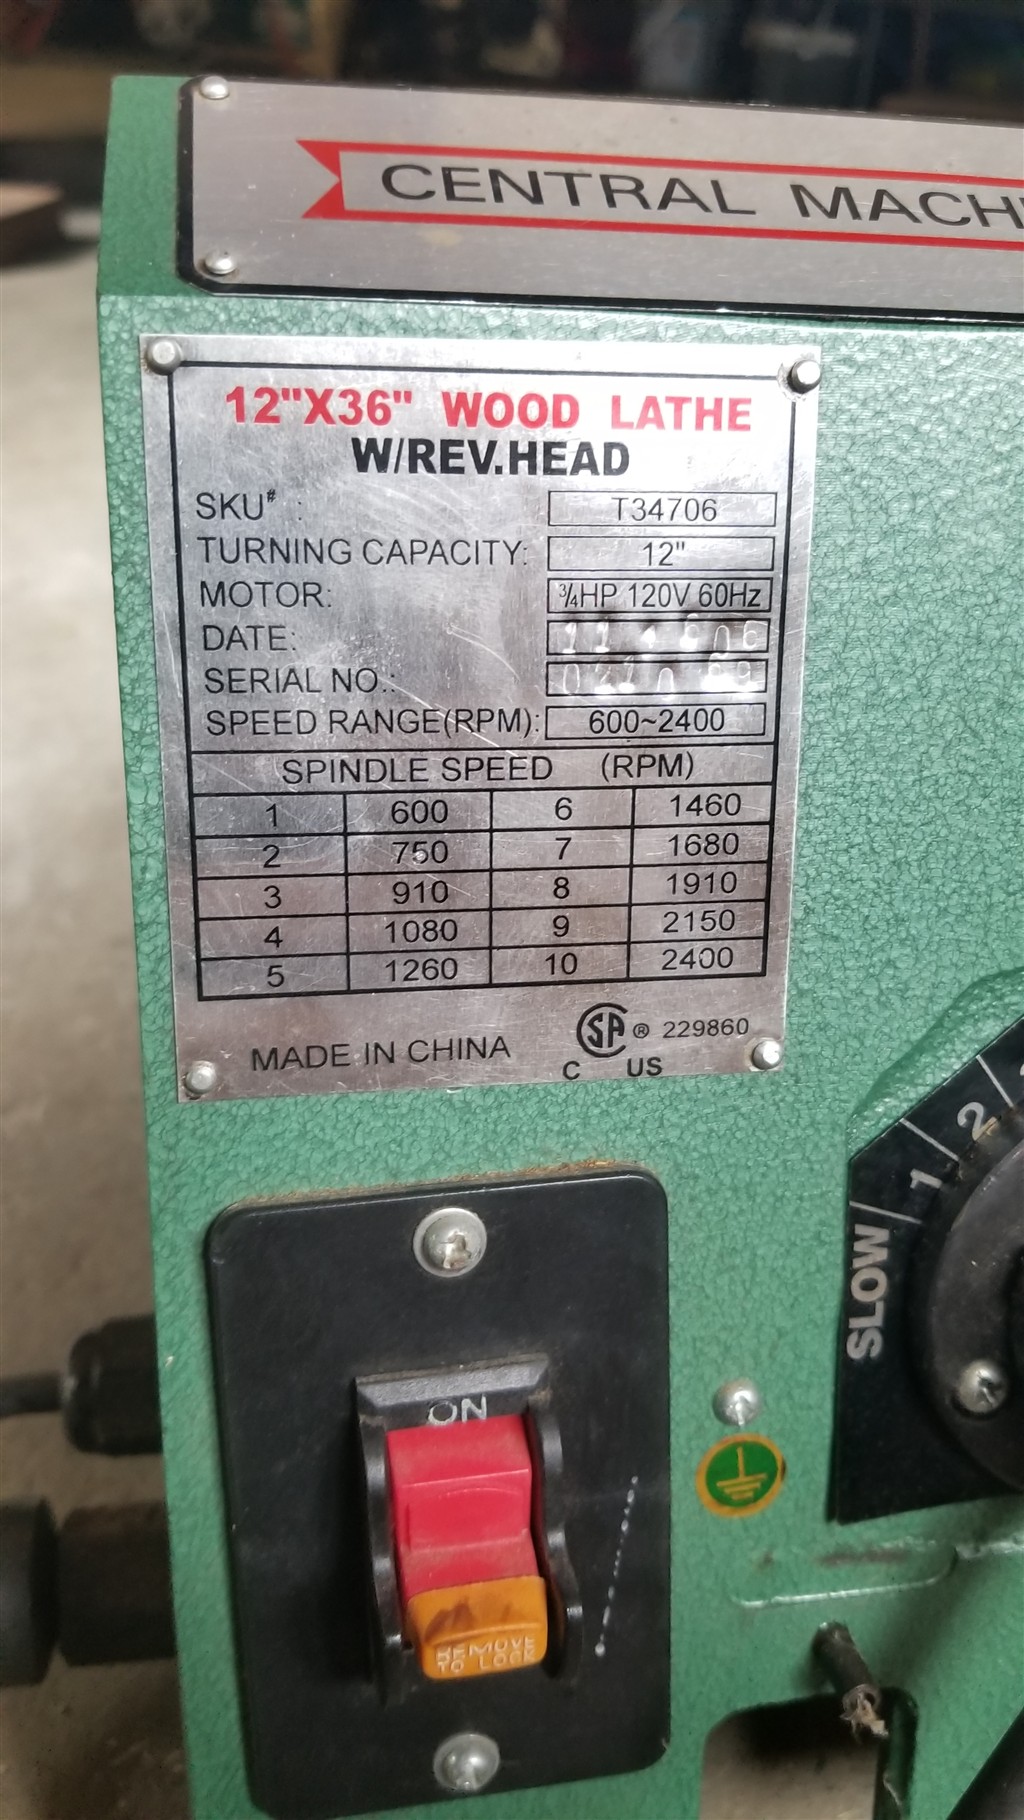 CENTRAL MACHI
12"X36" WOOD LATHE
W/REV.HEAD
SKU# : T34706
TURNING CAPACITY: 12"
MOTOR: ¾HP 120V 60Hz
DATE:
SERIAL NO.:
SPEED RANGE(RPM): 600~2400
SPINDLE SPEED (RPM)
1 600 6 1460
2 750 7 1680
3 910 8 1910
4 1080 9 2150
5 1260 10 2400
MADE IN CHINA
SA ® 229860
C US
SLOW 1 2
ON
REMOVE
TO LOCK